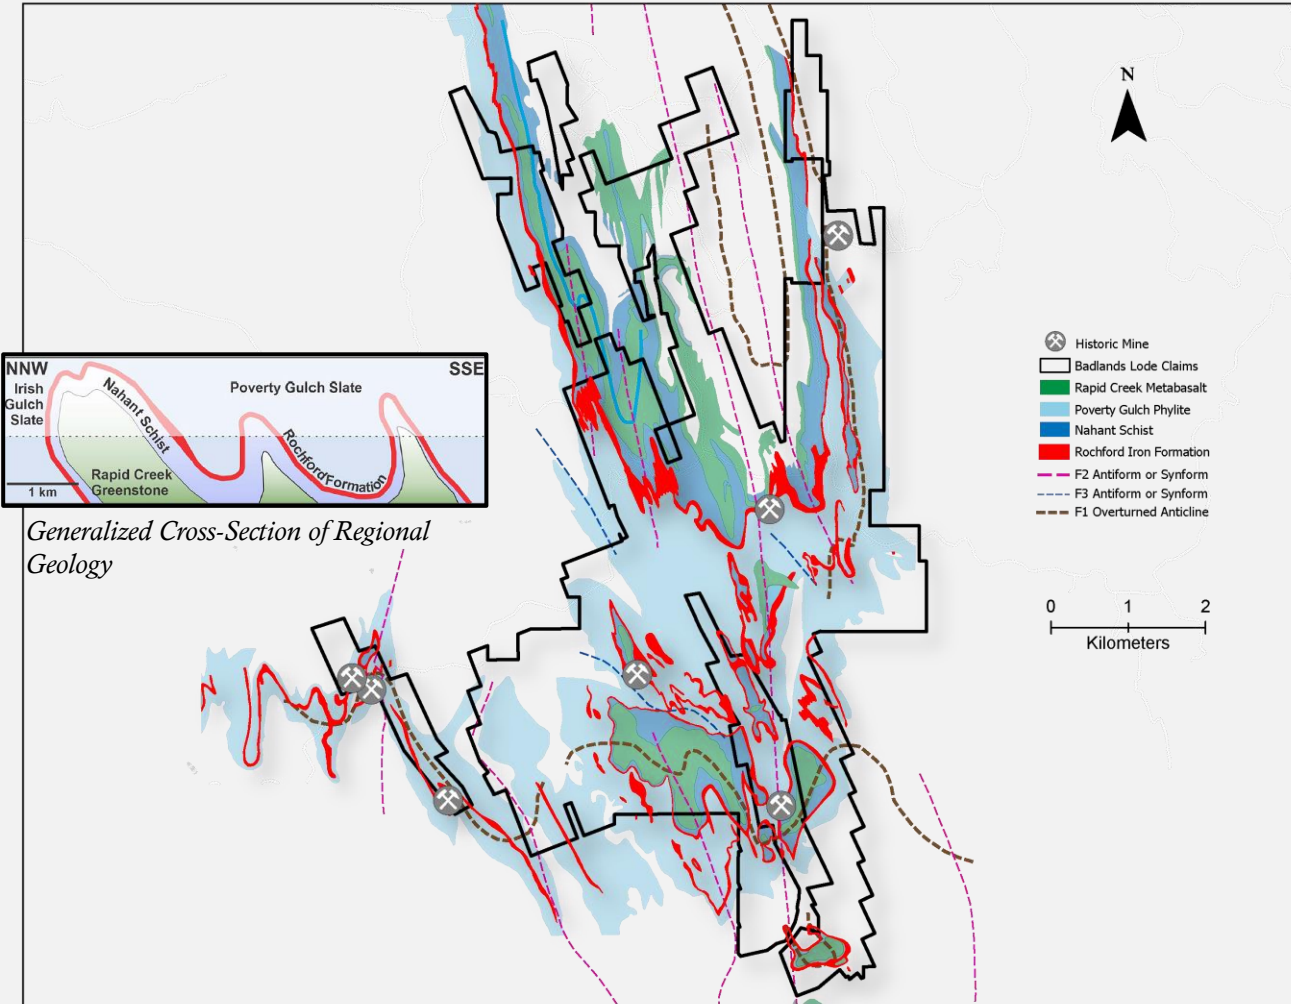 N
NNW
SSE
Irish
Gulch
Slate
Nahant Schist
Poverty Gulch Slate
Rochford Iron Formation
Rapid Creek
Greenstone
1 km
Generalized Cross-Section of Regional
Geology
Historic Mine
Badlands Lode Claims
Rapid Creek Metabasalt
Poverty Gulch Phylite
Nahant Schist
Rochford Iron Formation
F2 Antiform or Synform
F3 Antiform or Synform
F1 Overturned Anticline
0 1 2
Kilometers